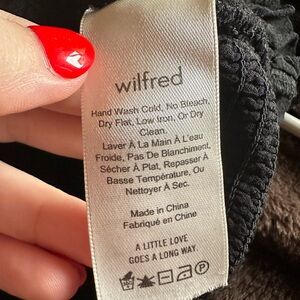 wilfred
Hand Wash Cold, No Bleach,
Dry Flat, Low Iron, Or Dry
Clean.
Laver À La Main À L'eau
Froide, Pas De Blanchiment,
Sécher À Plat, Repasser À
Basse Température, Ou
Nettoyer À Sec.
Made in China
Fabriqué en Chine
A LITTLE LOVE
GOES A LONG WAY.